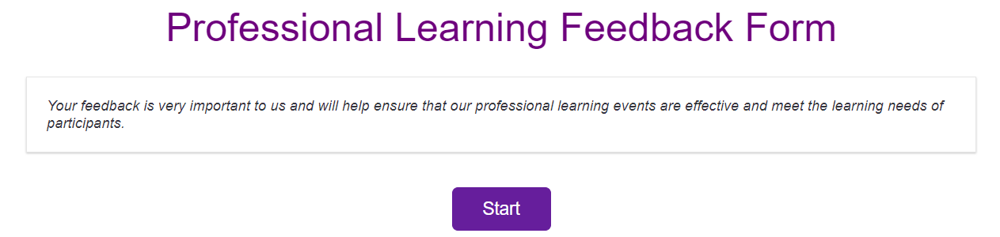 Professional Learning Feedback Form
Your feedback is very important to us and will help ensure that our professional learning events are effective and meet the learning needs of
participants.
Start